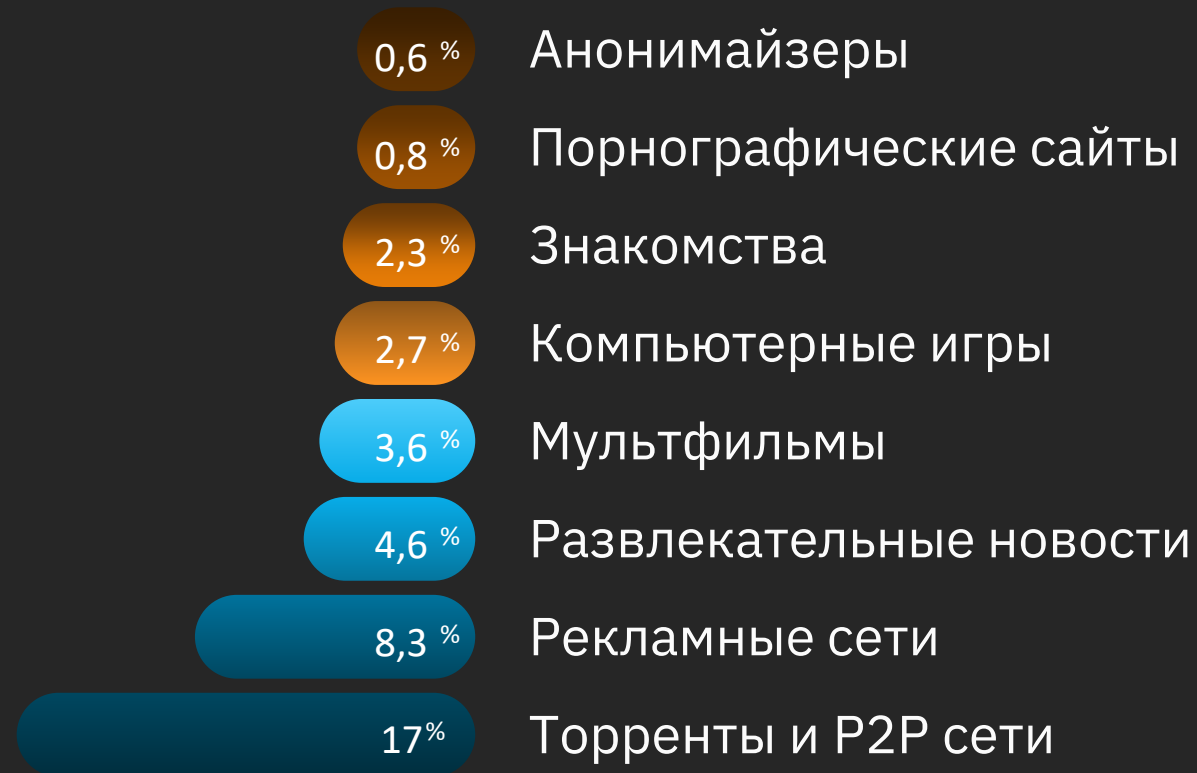 0,6 % Анонимайзеры
0,8 % Порнографические сайты
2,3 % Знакомства
2,7 % Компьютерные игры
3,6 % Мультфильмы
4,6 % Развлекательные новости
8,3 % Рекламные сети
17% Торренты и P2P сети